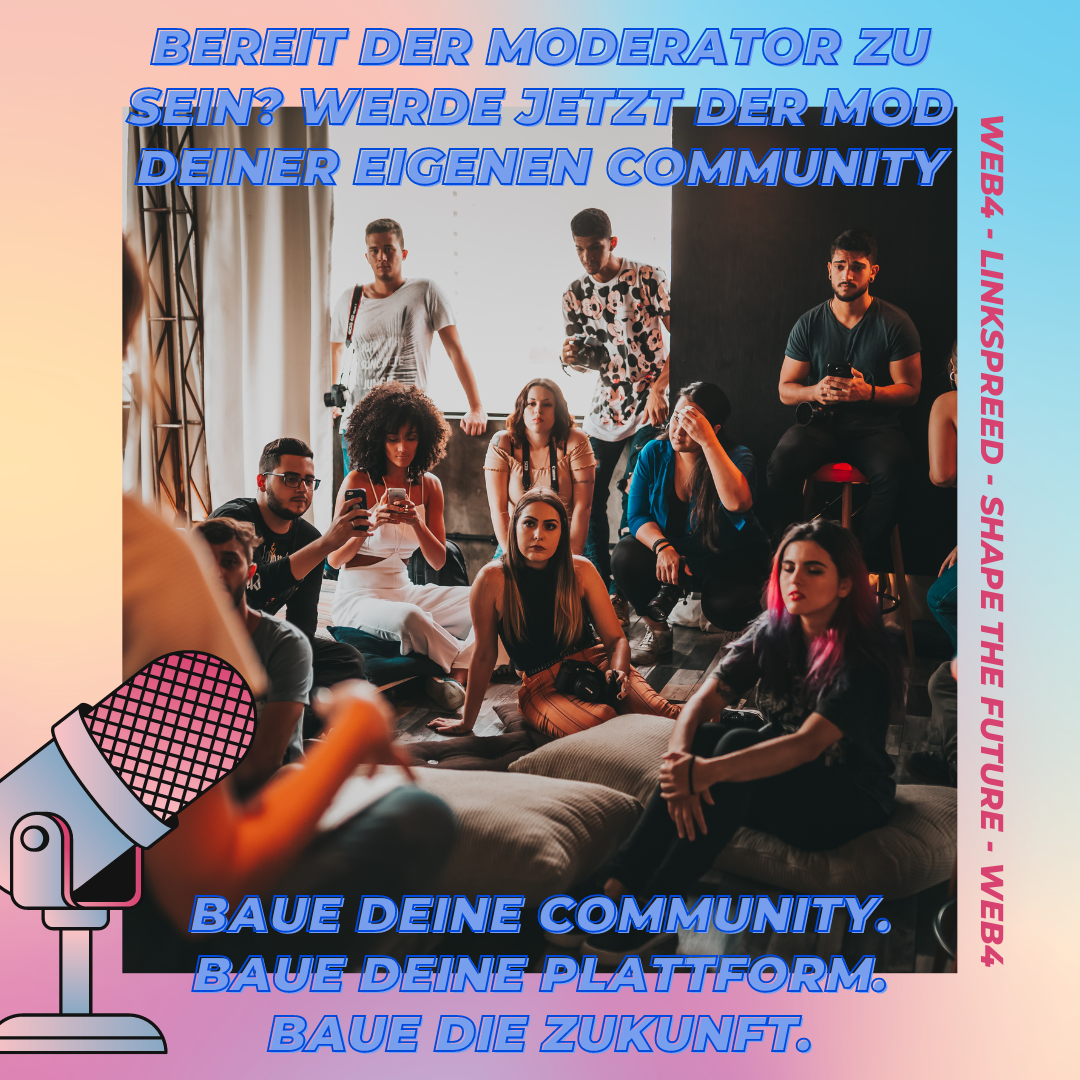 BEREIT DER MODERATOR ZU
SEIN? WERDE JETZT DER MOD
DEINER EIGENEN COMMUNITY
WEB4 - LINKSPREED - SHAPE THE FUTURE - WEB4
BAUE DEINE COMMUNITY.
BAUE DEINE PLATTFORM.
BAUE DIE ZUKUNFT.